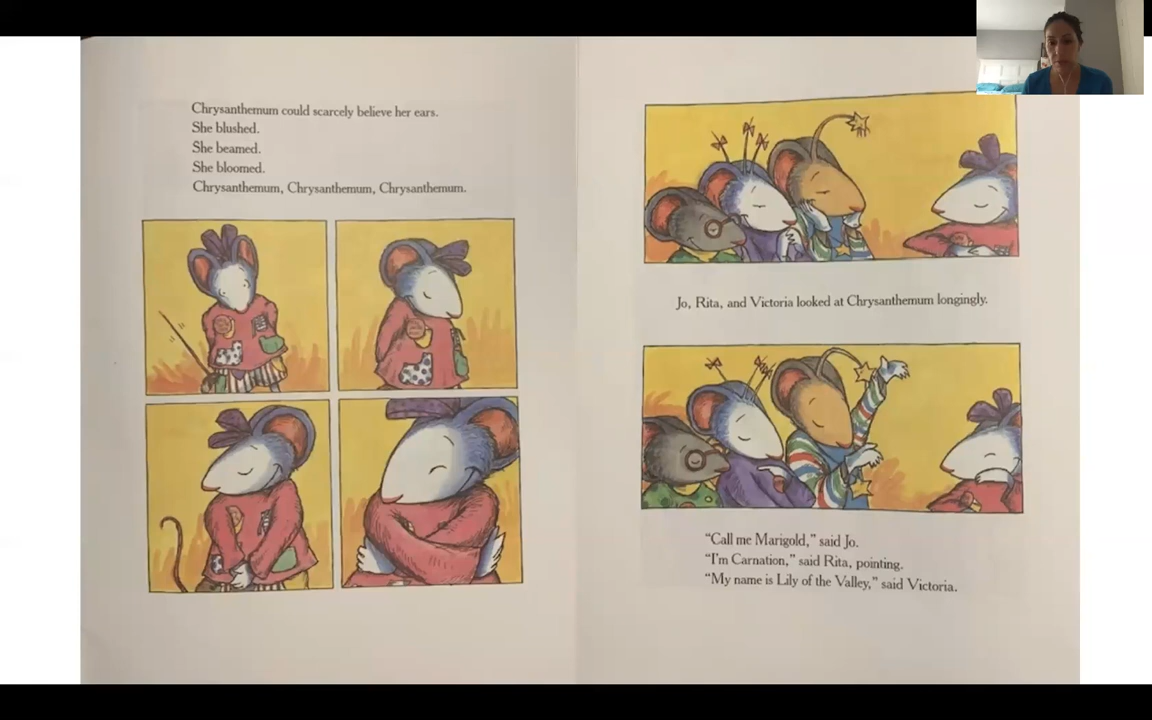 Chrysanthemum could scarcely believe her ears.
She blushed.
She beamed.
She bloomed.
Chrysanthemum, Chrysanthemum, Chrysanthemum.
Jo, Rita, and Victoria looked at Chrysanthemum longingly.
“Call me Marigold,” said Jo.
“I’m Carnation,” said Rita, pointing.
“My name is Lily of the Valley,” said Victoria.